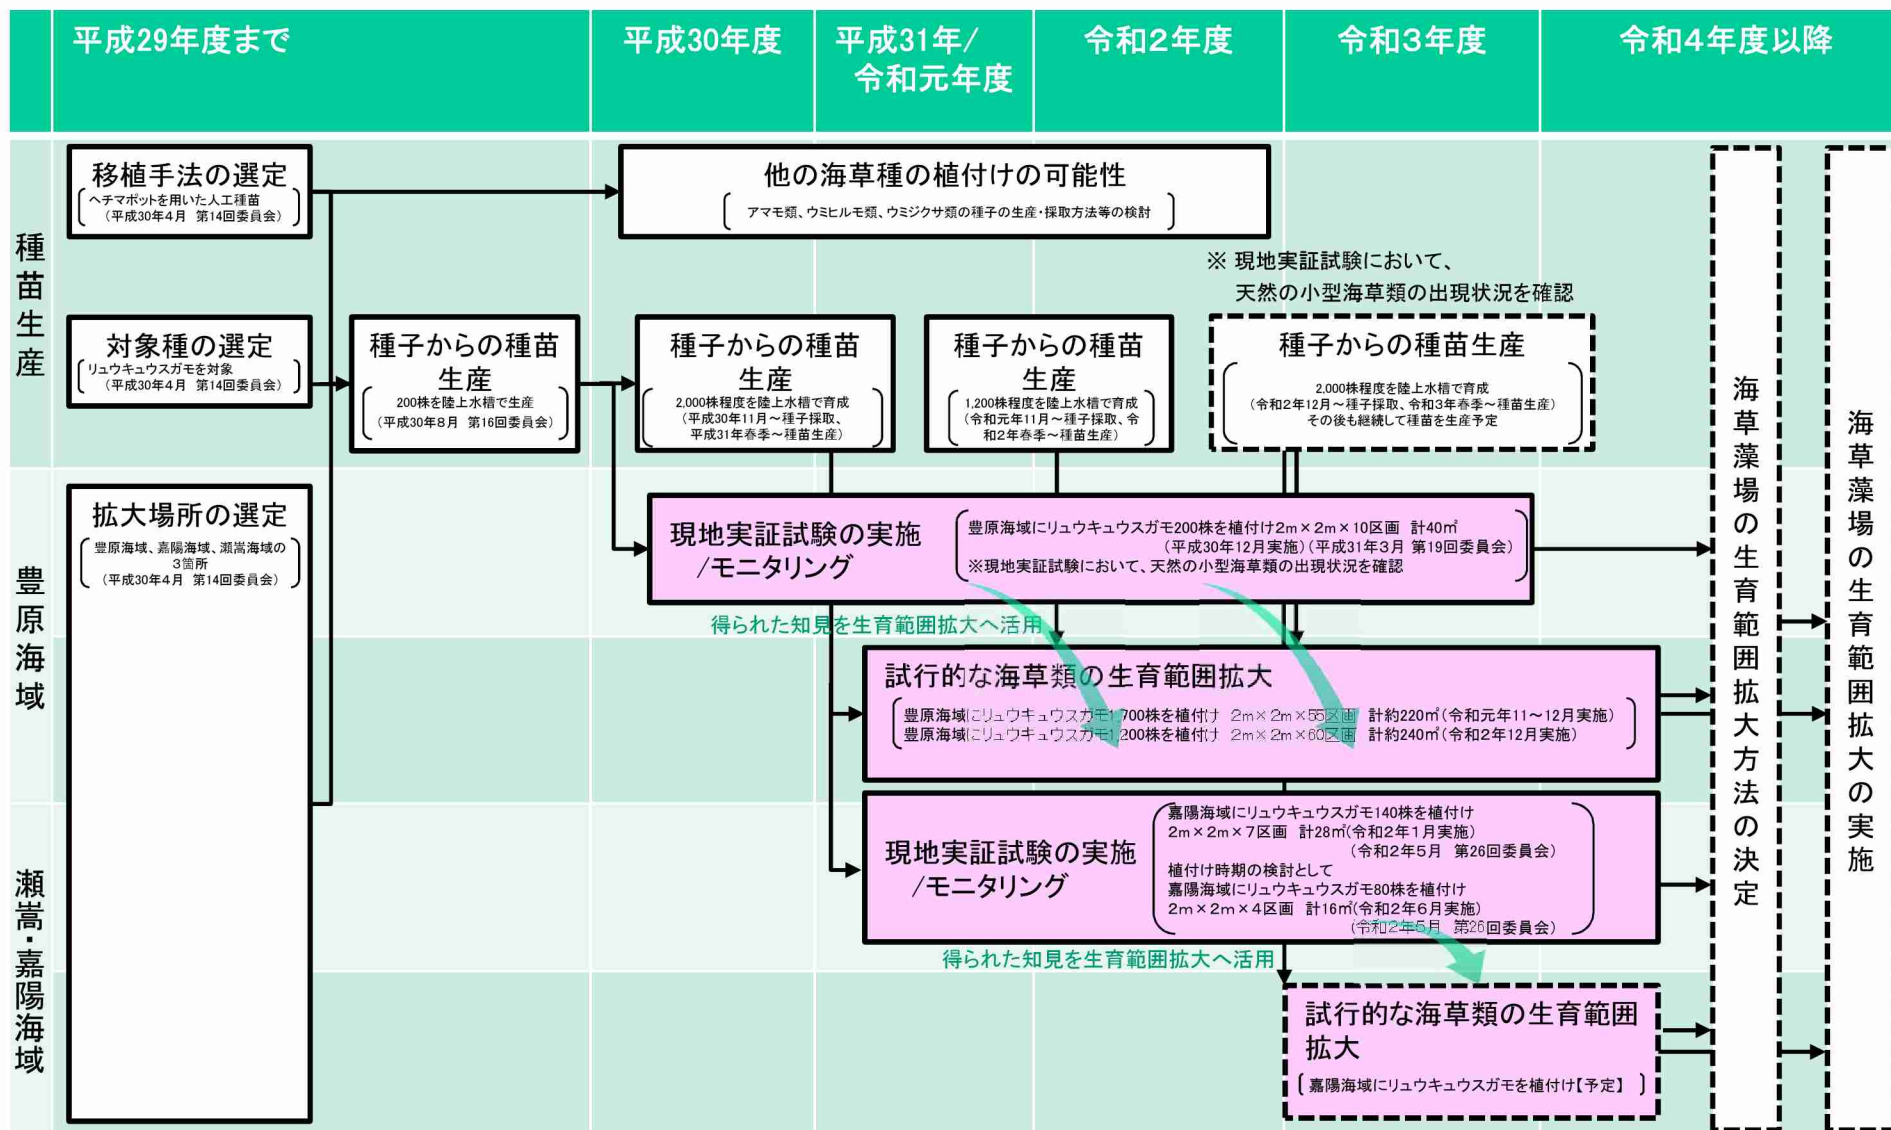 平成29年度まで
平成30年度
平成31年/
令和元年度
令和2年度
令和3年度
令和4年度以降
種苗生産
移植手法の選定
ヘチマポットを用いた人工種苗
(平成30年4月 第14回委員会)
他の海草種の植付けの可能性
アマモ類、ウミヒルモ類、ウミジグサ類の種子の生産・採取方法等の検討
※ 現地実証試験において、
天然の小型海草類の出現状況を確認
対象種の選定
リュウキュウスガモを対象
(平成30年4月 第14回委員会)
種子からの種苗
生産
200株を陸上水槽で生産
(平成30年8月 第16回委員会)
種子からの種苗
生産
2,000株程度を陸上水槽で育成
(平成30年11月~種子採取、
平成31年春季~種苗生産)
種子からの種苗
生産
1,200株程度を陸上水槽で育成
(令和元年11月~種子採取、令
和2年春季~種苗生産)
種子からの種苗生産
2,000株程度を陸上水槽で育成
(令和2年12月~種子採取、令和3年春季~種苗生産)
その後も継続して種苗を生産予定
豊原海域
拡大場所の選定
豊原海域、嘉陽海域、瀬嵩海域の
3箇所
(平成30年4月 第14回委員会)
現地実証試験の実施
/モニタリング
豊原海域にリュウキュウスガモ200株を植付け2m×2m×10区画 計40㎡
(平成30年12月実施)(平成31年3月 第19回委員会)
※現地実証試験において、天然の小型海草類の出現状況を確認
得られた知見を生育範囲拡大へ活用
試行的な海草類の生育範囲拡大
豊原海域にリュウキュウスガモ1,700株を植付け 2m×2m×55区画 計約220㎡(令和元年11~12月実施)
豊原海域にリュウキュウスガモ1,200株を植付け 2m×2m×60区画 計約240㎡(令和2年12月実施)
瀬嵩・嘉陽海域
現地実証試験の実施
/モニタリング
嘉陽海域にリュウキュウスガモ140株を植付け
2m×2m×7区画 計28㎡(令和2年1月実施)
(令和2年5月 第26回委員会)
植付け時期の検討として
嘉陽海域にリュウキュウスガモ80株を植付け
2m×2m×4区画 計16㎡(令和2年6月実施)
(令和2年5月 第26回委員会)
得られた知見を生育範囲拡大へ活用
試行的な海草類の生育範囲
拡大
嘉陽海域にリュウキュウスガモを植付け【予定】
海草藻場の生育範囲拡大方法の決定
海草藻場の生育範囲拡大の実施